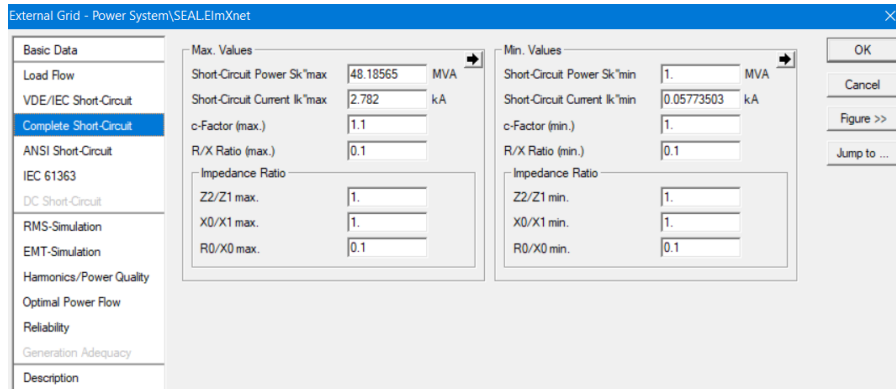 External Grid - Power System\SEAL.ElmXnet
Basic Data
Load Flow
VDE/IEC Short-Circuit
Complete Short-Circuit
ANSI Short-Circuit
IEC 61363
DC Short-Circuit
RMS-Simulation
EMT-Simulation
Harmonics/Power Quality
Optimal Power Flow
Reliability
Generation Adequacy
Description
Max. Values
Short-Circuit Power Sk"max 48.18565 MVA
Short-Circuit Current Ik"max 2.782 kA
c-Factor (max.) 1.1
R/X Ratio (max.) 0.1
Impedance Ratio
Z2/Z1 max. 1.
X0/X1 max. 1.
R0/X0 max. 0.1
Min. Values
Short-Circuit Power Sk"min 1. MVA
Short-Circuit Current Ik"min 0.05773503 kA
c-Factor (min.) 1.
R/X Ratio (min.) 0.1
Impedance Ratio
Z2/Z1 min. 1.
X0/X1 min. 1.
R0/X0 min. 0.1
OK
Cancel
Figure >>
Jump to ...